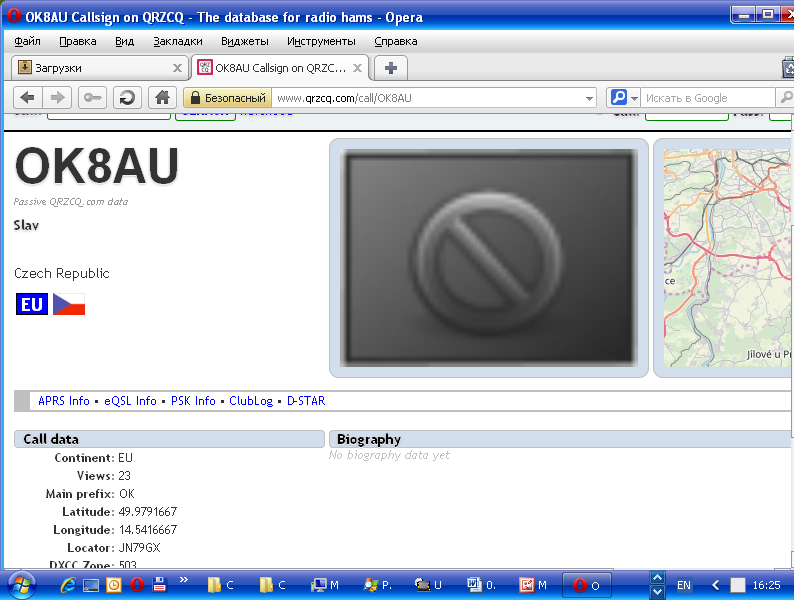 OK8AU Callsign on QRZCQ - The database for radio hams - Opera
Файл Правка Вид Закладки Виджеты Инструменты Справка
Загрузки
QRZ CQ OK8AU Callsign on QRZC...
Безопасный www.qrzcq.com/call/OK8AU Искать в Google
OK8AU
Passive QRZCQ.com data
Slav
Czech Republic
EU
ce
Jílové u P
APRS Info • eQSL Info • PSK Info • ClubLog • D-STAR
Call data
Biography
Continent: EU
No biography data yet
Views: 23
Main prefix: OK
Latitude: 49.9791667
Longitude: 14.5416667
Locator: JN79GX
DXCC Zone: 503
» C C M P. U 0. M O EN 16:25